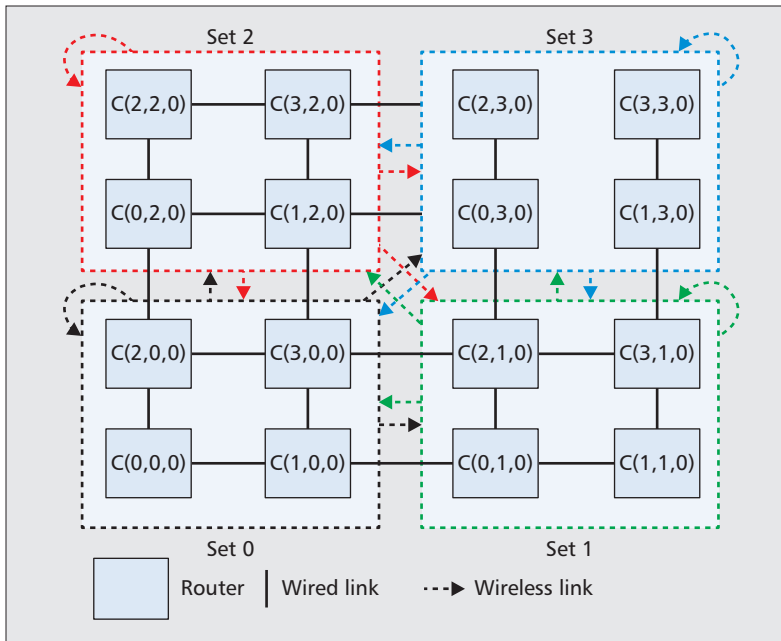 Set 2
Set 3
C(2,2,0)
C(3,2,0)
C(2,3,0)
C(3,3,0)
C(0,2,0)
C(1,2,0)
C(0,3,0)
C(1,3,0)
C(2,0,0)
C(3,0,0)
C(2,1,0)
C(3,1,0)
C(0,0,0)
C(1,0,0)
C(0,1,0)
C(1,1,0)
Set 0
Set 1
Router
Wired link
Wireless link